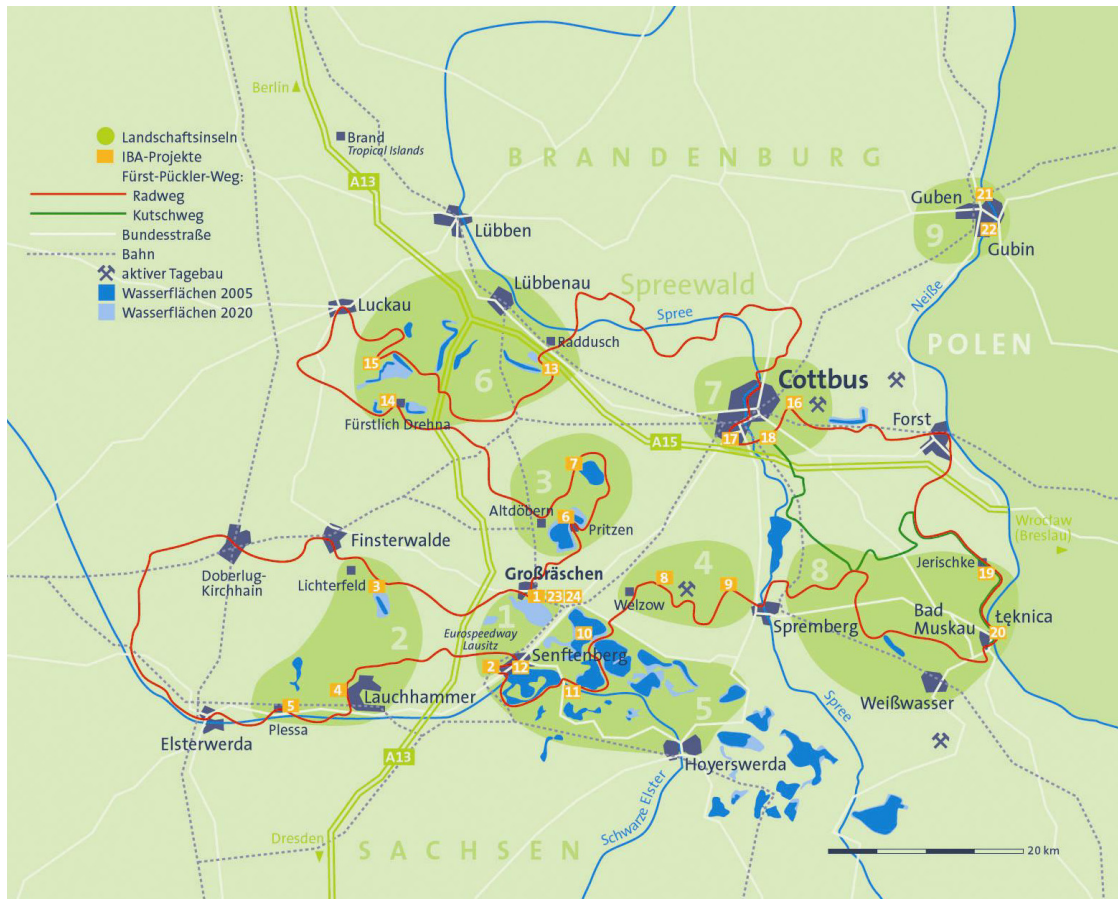 Berlin
Landschaftsinseln
IBA-Projekte
Fürst-Pückler-Weg:
Radweg
Kutschweg
Bundesstraße
Bahn
aktiver Tagebau
Wasserflächen 2005
Wasserflächen 2020
Brand
Tropical Islands
BRANDENBURG
A13
Lübben
Guben
21
22
Gubin
9
Lübbenau
Spreewald
Neiße
Luckau
Spree
POLEN
Raddusch
15
6
13
Cottbus
7
16
14
Fürstlich Drehna
Forst
17
18
A15
3
7
Altdöbern
6
Pritzen
Wrocław
(Breslau)
Finsterwalde
Doberlug-
Kirchhain
Lichterfeld
3
Großräschen
1
23
24
8
4
9
8
Jerischke
19
Welzow
1
2
Eurospeedway
Lausitz
10
Spremberg
Bad
Muskau
Łęknica
20
2
12
Senftenberg
4
Lauchhammer
11
5
Weißwasser
5
Plessa
Elsterwerda
Spree
Hoyerswerda
A13
Schwarze Elster
Dresden
SACHSEN
20 km